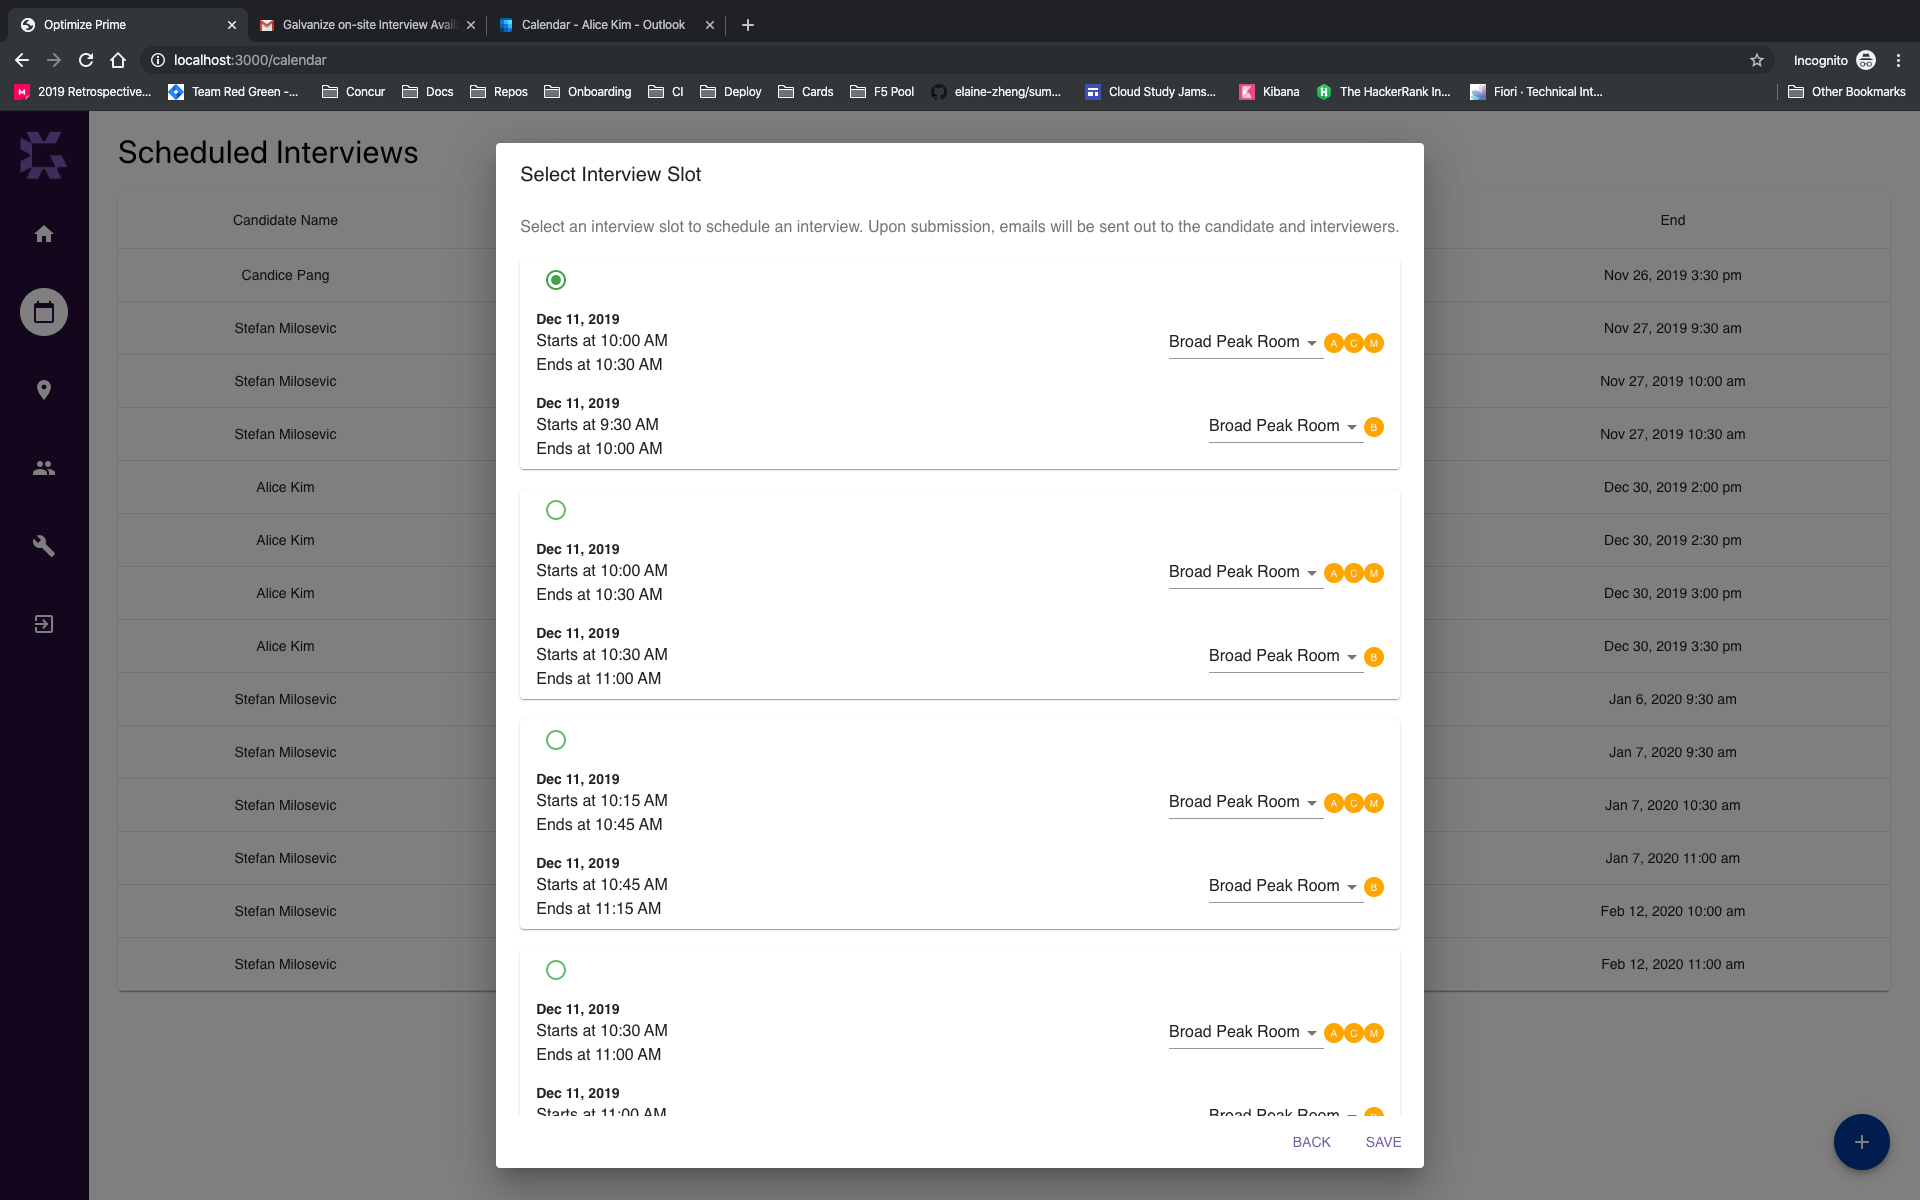 Optimize Prime
Galvanize on-site Interview Avail
Calendar - Alice Kim - Outlook
localhost:3000/calendar
Incognito
2019 Retrospective...
Team Red Green -...
Concur
Docs
Repos
Onboarding
CI
Deploy
Cards
F5 Pool
elaine-zheng/sum...
Cloud Study Jams...
Kibana
The HackerRank In...
Fiori · Technical Int...
Other Bookmarks
Scheduled Interviews
Candidate Name
End
Candice Pang
Nov 26, 2019 3:30 pm
Stefan Milosevic
Nov 27, 2019 9:30 am
Stefan Milosevic
Nov 27, 2019 10:00 am
Stefan Milosevic
Nov 27, 2019 10:30 am
Alice Kim
Dec 30, 2019 2:00 pm
Alice Kim
Dec 30, 2019 2:30 pm
Alice Kim
Dec 30, 2019 3:00 pm
Alice Kim
Dec 30, 2019 3:30 pm
Stefan Milosevic
Jan 6, 2020 9:30 am
Stefan Milosevic
Jan 7, 2020 9:30 am
Stefan Milosevic
Jan 7, 2020 10:30 am
Stefan Milosevic
Jan 7, 2020 11:00 am
Stefan Milosevic
Feb 12, 2020 10:00 am
Stefan Milosevic
Feb 12, 2020 11:00 am
Select Interview Slot
Select an interview slot to schedule an interview. Upon submission, emails will be sent out to the candidate and interviewers.
Dec 11, 2019
Starts at 10:00 AM
Ends at 10:30 AM
Broad Peak Room A C M
Dec 11, 2019
Starts at 9:30 AM
Ends at 10:00 AM
Broad Peak Room B
Dec 11, 2019
Starts at 10:00 AM
Ends at 10:30 AM
Broad Peak Room A C M
Dec 11, 2019
Starts at 10:30 AM
Ends at 11:00 AM
Broad Peak Room B
Dec 11, 2019
Starts at 10:15 AM
Ends at 10:45 AM
Broad Peak Room A C M
Dec 11, 2019
Starts at 10:45 AM
Ends at 11:15 AM
Broad Peak Room B
Dec 11, 2019
Starts at 10:30 AM
Ends at 11:00 AM
Broad Peak Room A C M
Dec 11, 2019
Starts at 11:00 AM
Broad Peak Room B
BACK
SAVE